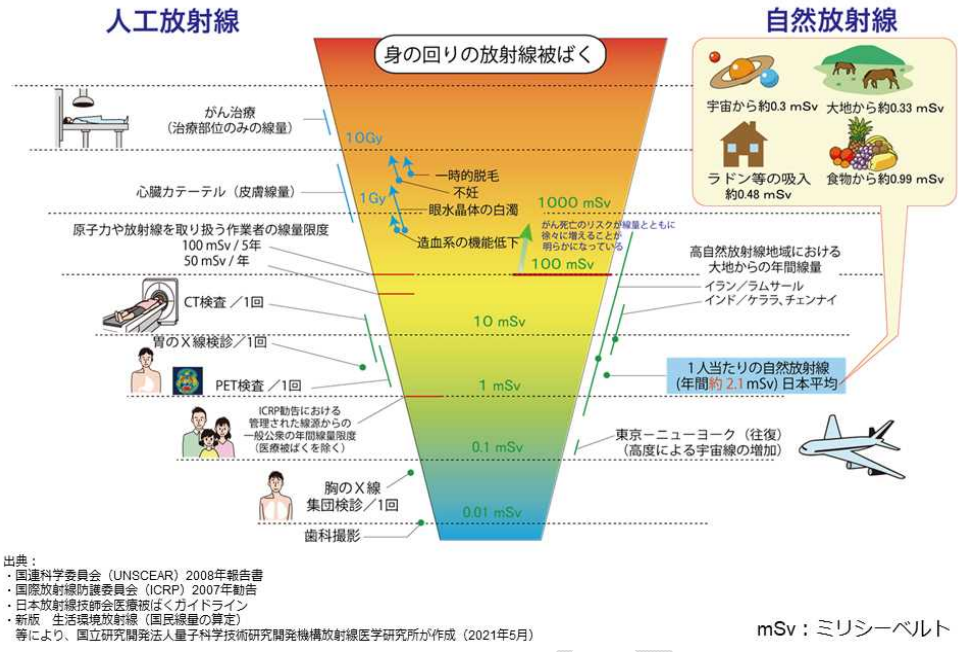 人工放射線
自然放射線
身の回りの放射線被ばく
宇宙から約0.3 mSv
大地から約0.33 mSv
ラドン等の吸入
約0.48 mSv
食物から約0.99 mSv
がん治療
(治療部位のみの線量)
10Gy
心臓カテーテル(皮膚線量)
1Gy
一時的脱毛
不妊
眼水晶体の白濁
造血系の機能低下
1000 mSv
がん死亡のリスクが線量とともに
徐々に増えることが
明らかになっている
100 mSv
原子力や放射線を取り扱う作業者の線量限度
100 mSv / 5年
50 mSv / 年
高自然放射線地域における
大地からの年間線量
イラン/ラムサール
インド/ケララ、チェンナイ
CT検査 /1回
10 mSv
胃のX線検診/1回
PET検査 /1回
1 mSv
1人当たりの自然放射線
(年間約 2.1mSv) 日本平均
ICRP勧告における
管理された線源からの
一般公衆の年間線量限度
(医療被ばくを除く)
0.1 mSv
東京ーニューヨーク(往復)
(高度による宇宙線の増加)
胸のX線
集団検診/1回
0.01 mSv
歯科撮影
出典:
・国連科学委員会(UNSCEAR)2008年報告書
・国際放射線防護委員会(ICRP)2007年勧告
・日本放射線技師会医療被ばくガイドライン
・新版 生活環境放射線(国民線量の算定)
等により、国立研究開発法人量子科学技術研究開発機構放射線医学研究所が作成(2021年5月)
mSv:ミリシーベルト